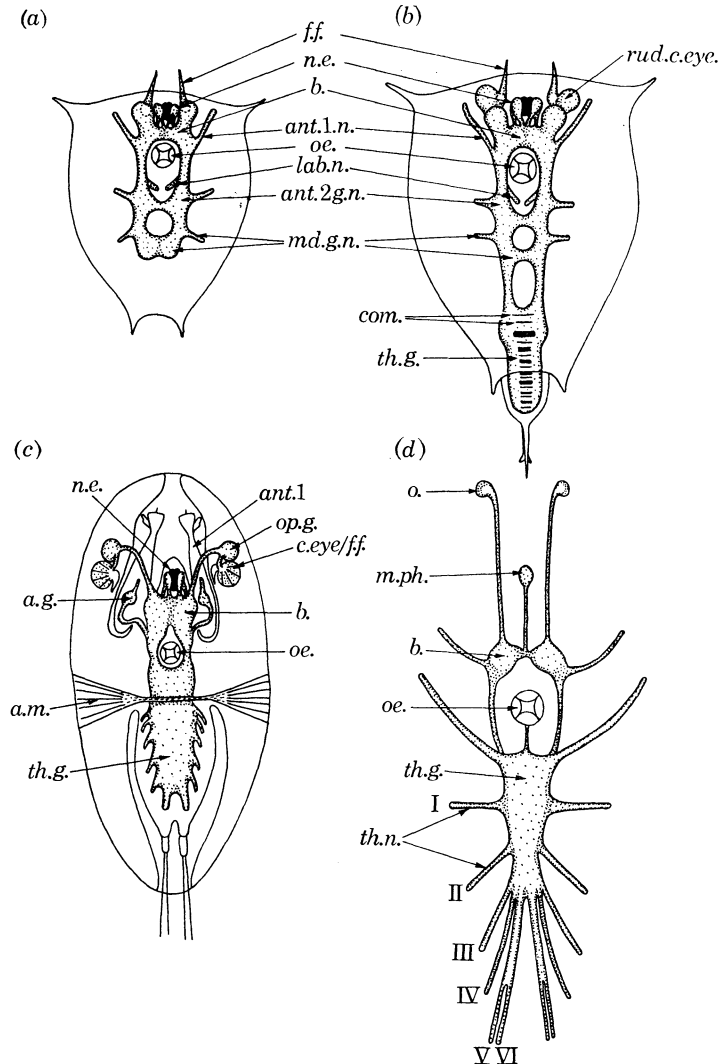 (a)
(b)
f.f.
n.e.
rud.c.eye.
b.
ant.1.n.
oe.
lab.n.
ant.2g.n.
md.g.n.
com.
th.g.
(c)
(d)
n.e.
ant.1
op.g.
c.eye/f.f.
a.g.
b.
oe.
a.m.
th.g.
o.
m.ph.
b.
oe.
th.g.
I
th.n.
II
III
IV
V VI